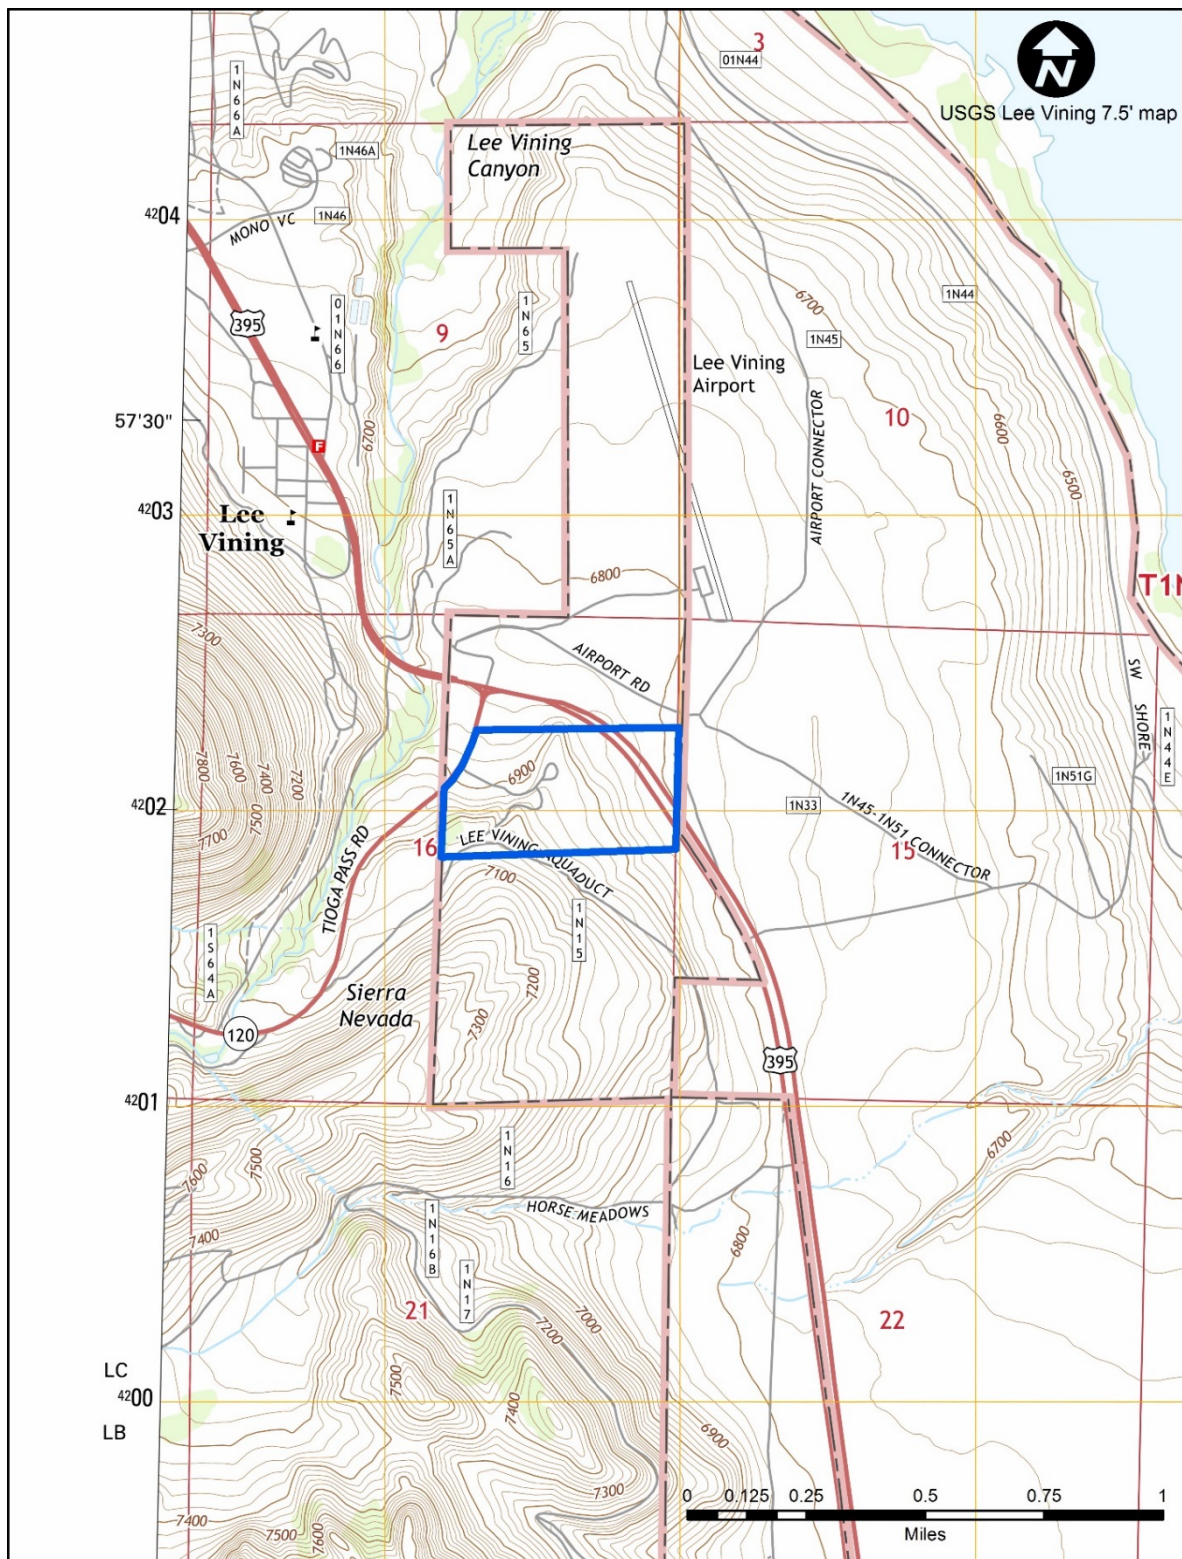 3
01N44
N
USGS Lee Vining 7.5' map
1N66A
1N46A
Lee Vining
Canyon
4204
1N46
MONO VC
6700
1N44
395
01N66
9
1N65
1N45
Lee Vining
Airport
57'30"
10
6600
F
6700
AIRPORT CONNECTOR
6500
4203
Lee
Vining
1N65A
6800
T1N
7300
AIRPORT RD
SW SHORE
1N44E
7800
7600
7400
7200
7500
7700
6900
1N51G
4202
1N33
1N45-1N51 CONNECTOR
TIOGA PASS RD
16
LEE VINING AQUADUCT
15
7100
1N15
1S64A
Sierra
Nevada
7200
7300
120
395
4201
6700
7500
7600
1N16
7400
HORSE MEADOWS
1N16B
6800
1N17
21
7000
7200
22
LC
4200
LB
7500
7400
6900
7300
7400
7500
7600
0 0.125 0.25 0.5 0.75 1
Miles